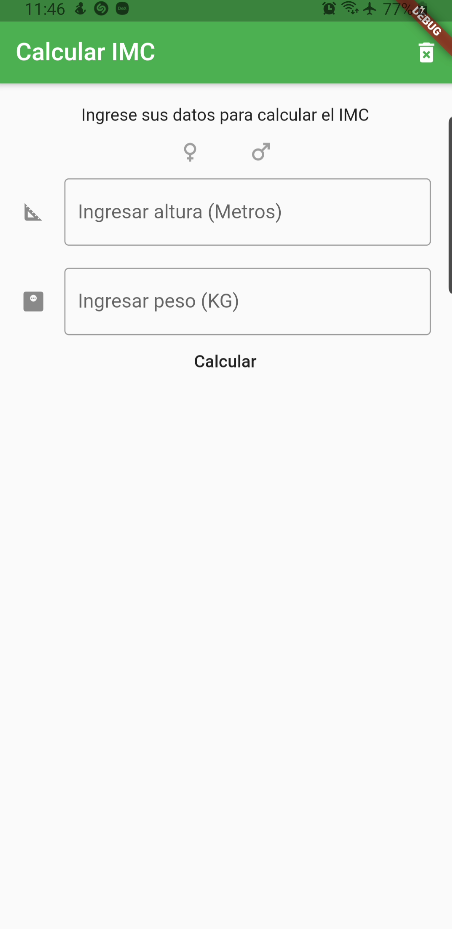 11:46 77%
DEBUG
Calcular IMC
Ingrese sus datos para calcular el IMC
Ingresar altura (Metros)
Ingresar peso (KG)
Calcular